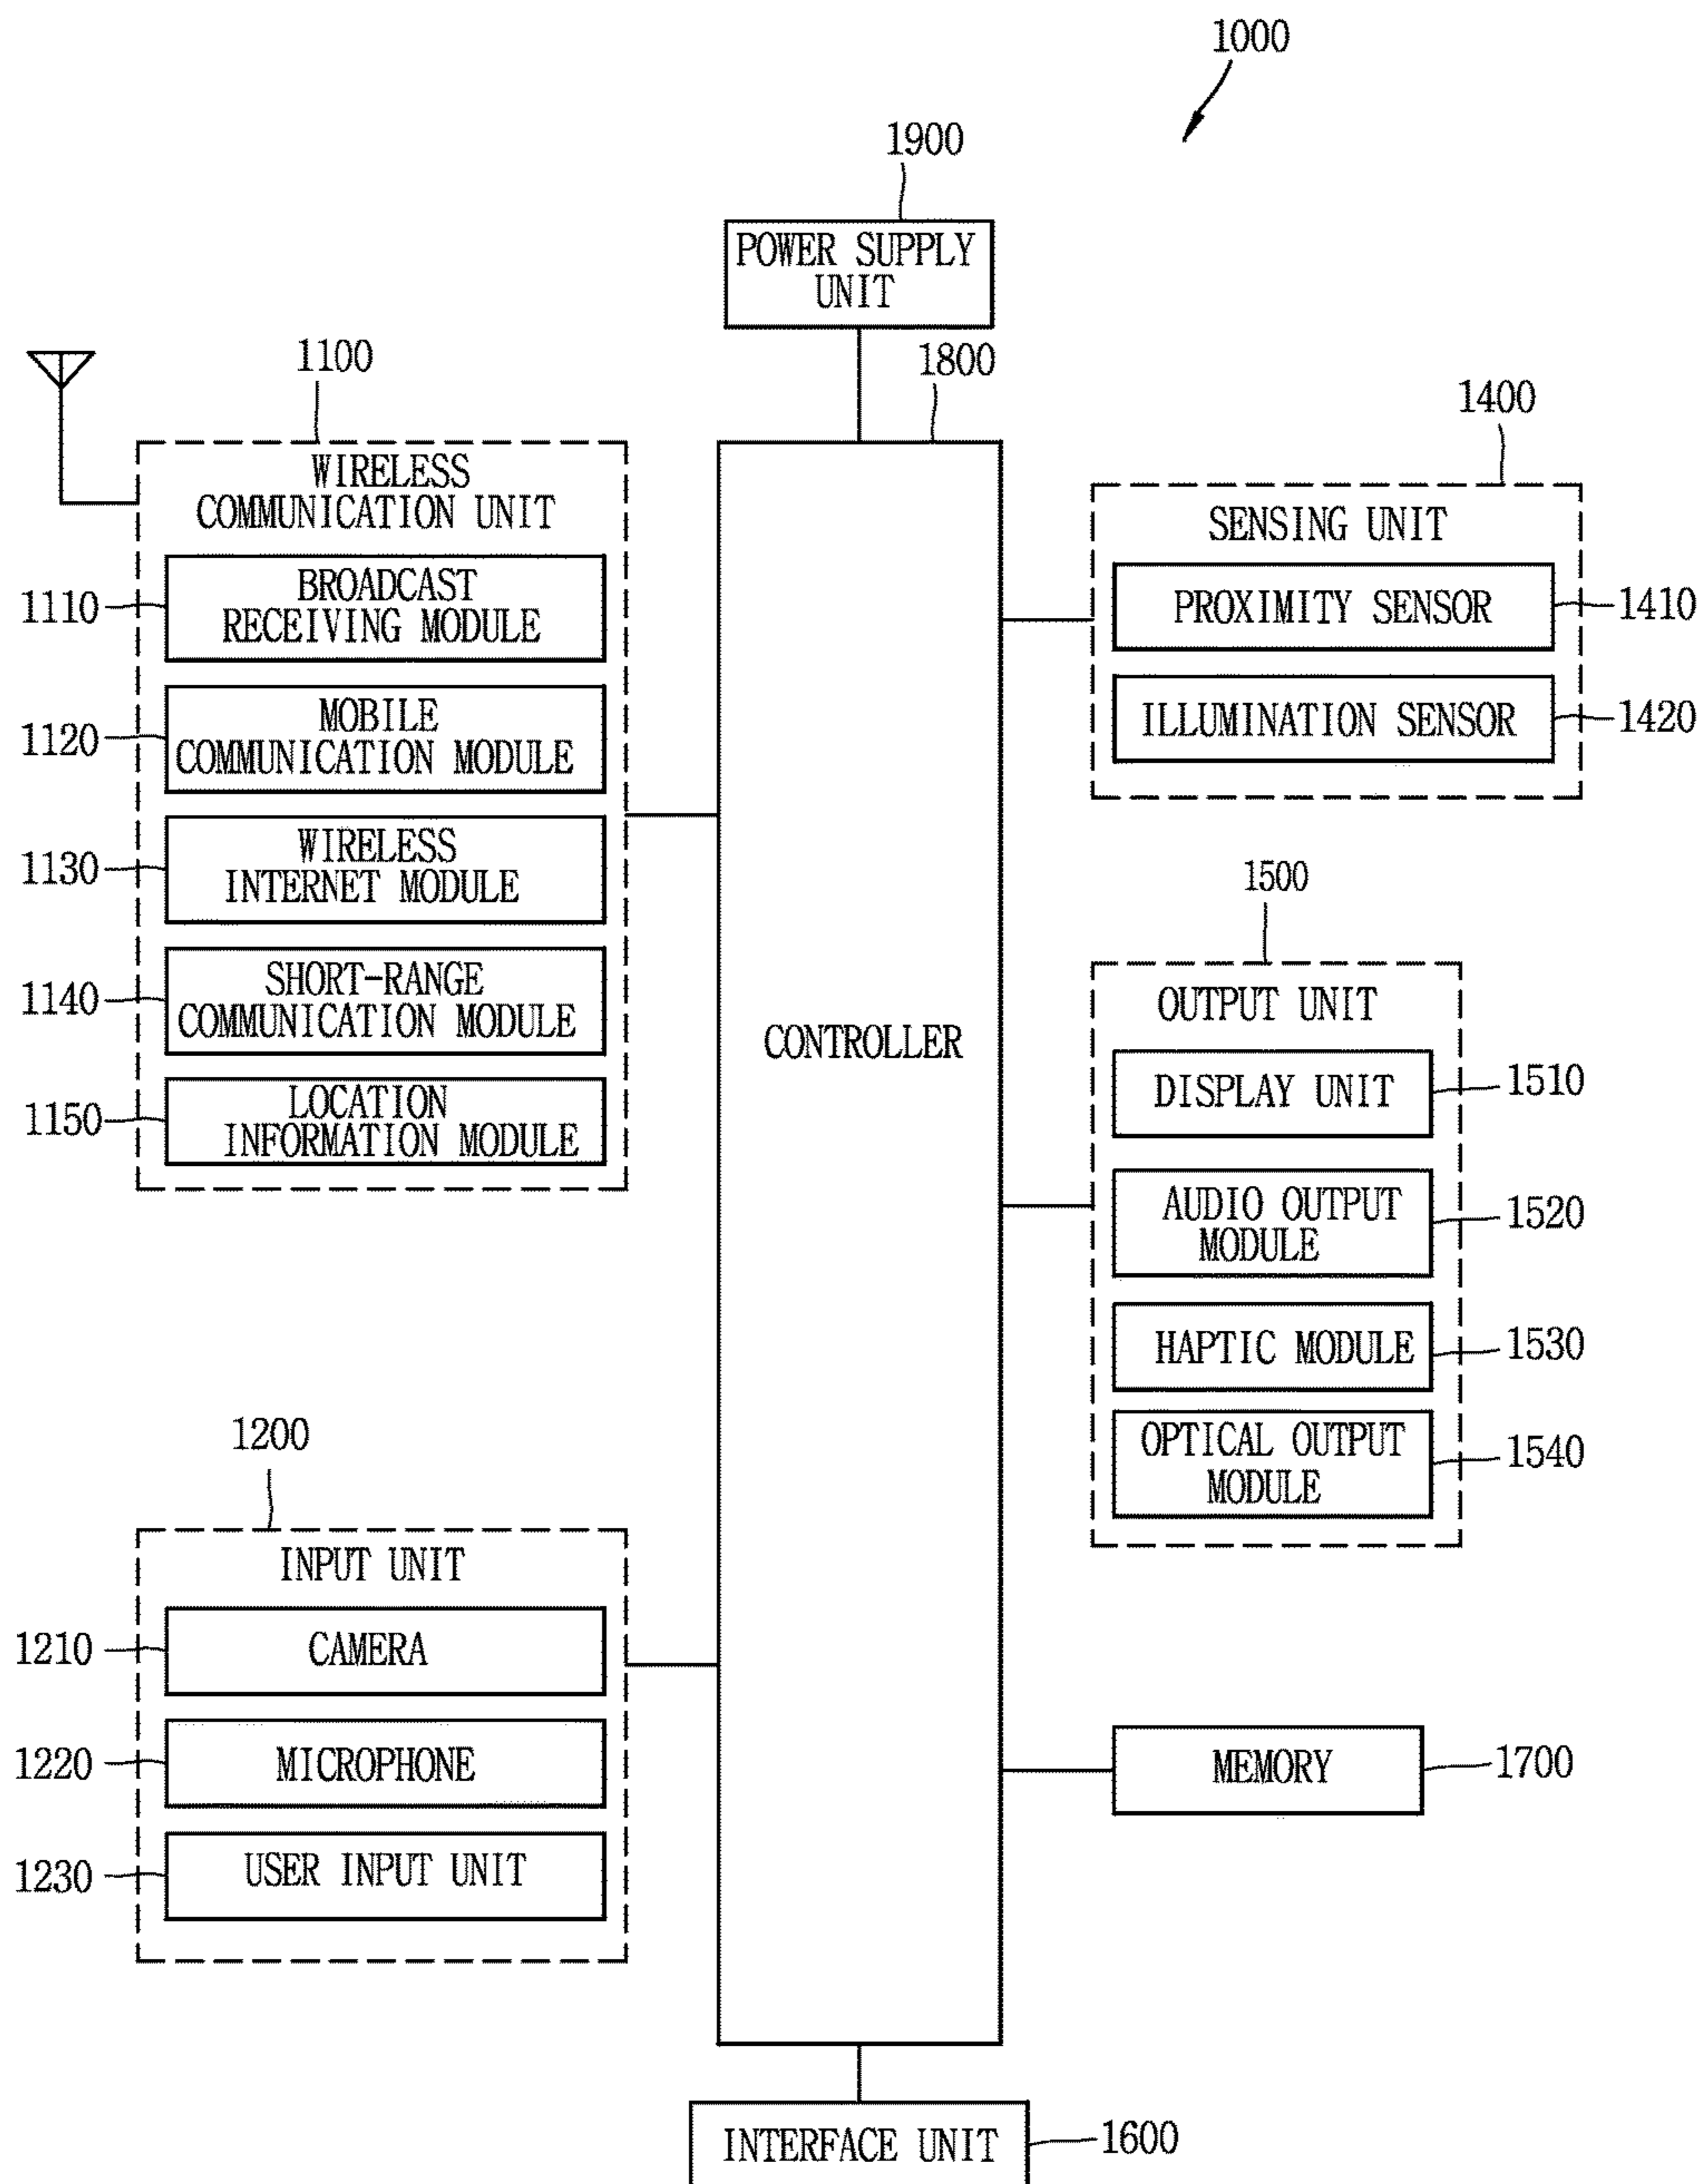 1000
1900
POWER SUPPLY
UNIT
1800
1100
WIRELESS
COMMUNICATION UNIT
1110
BROADCAST
RECEIVING MODULE
1120
MOBILE
COMMUNICATION MODULE
1130
WIRELESS
INTERNET MODULE
1140
SHORT-RANGE
COMMUNICATION MODULE
1150
LOCATION
INFORMATION MODULE
1200
INPUT UNIT
1210
CAMERA
1220
MICROPHONE
1230
USER INPUT UNIT
CONTROLLER
1400
SENSING UNIT
PROXIMITY SENSOR
1410
ILLUMINATION SENSOR
1420
1500
OUTPUT UNIT
DISPLAY UNIT
1510
AUDIO OUTPUT
MODULE
1520
HAPTIC MODULE
1530
OPTICAL OUTPUT
MODULE
1540
MEMORY
1700
INTERFACE UNIT
1600